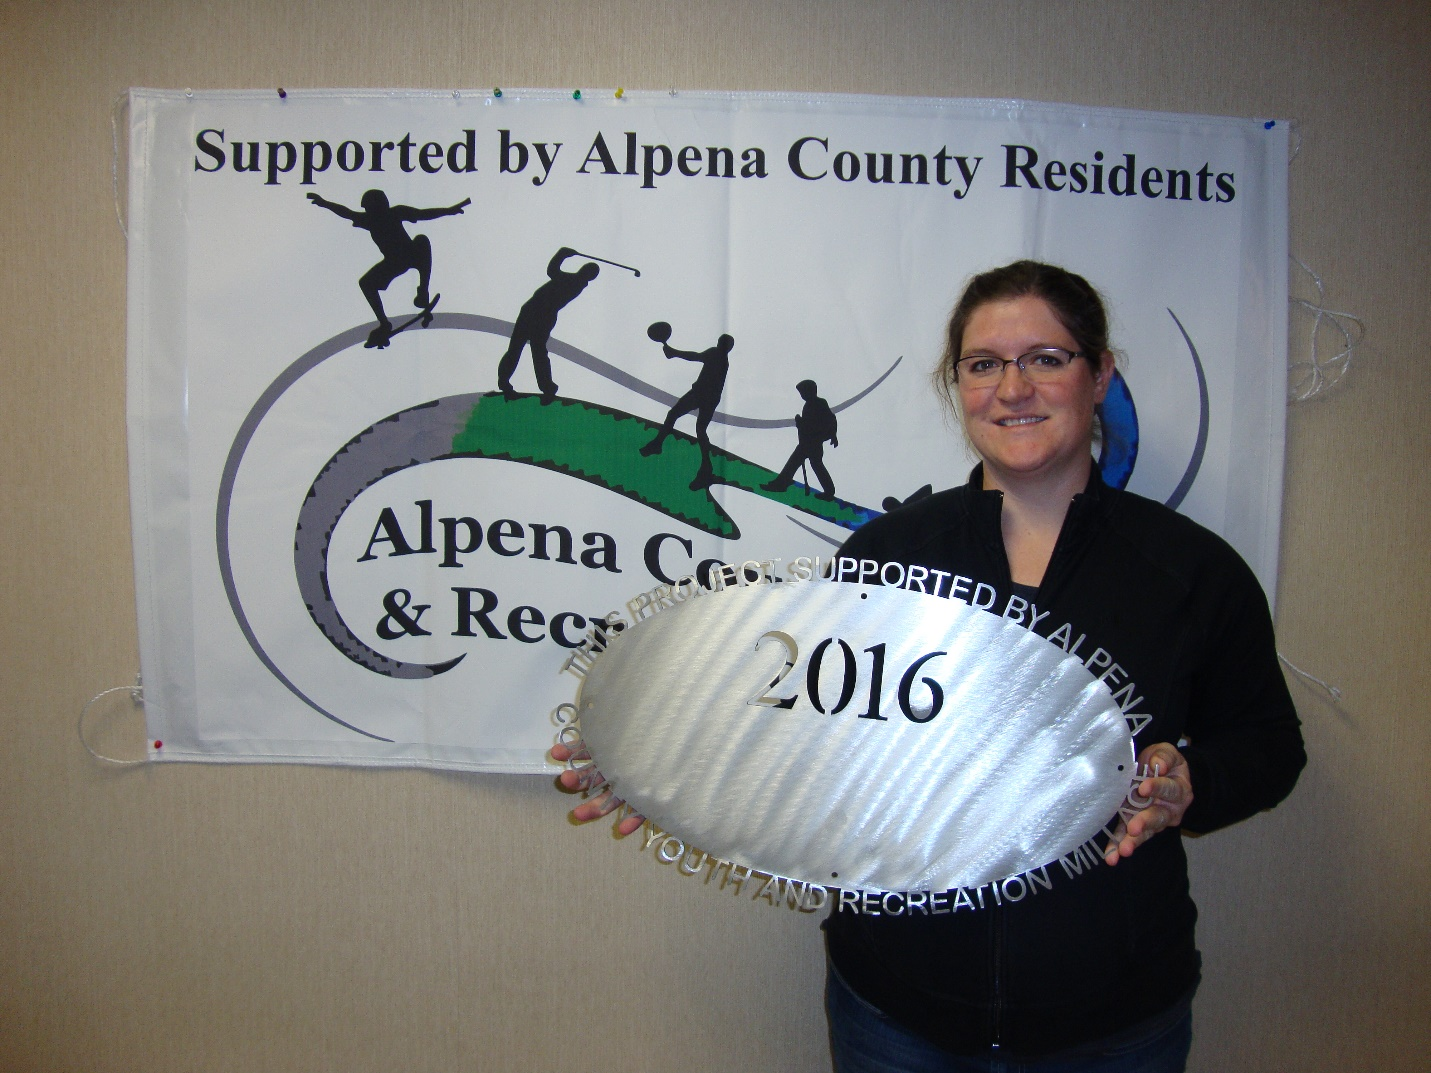 Supported by Alpena County Residents
Alpena Co
& Recr
THIS PROJECT SUPPORTED BY ALPENA
2016
COUNTY YOUTH AND RECREATION MILLAGE